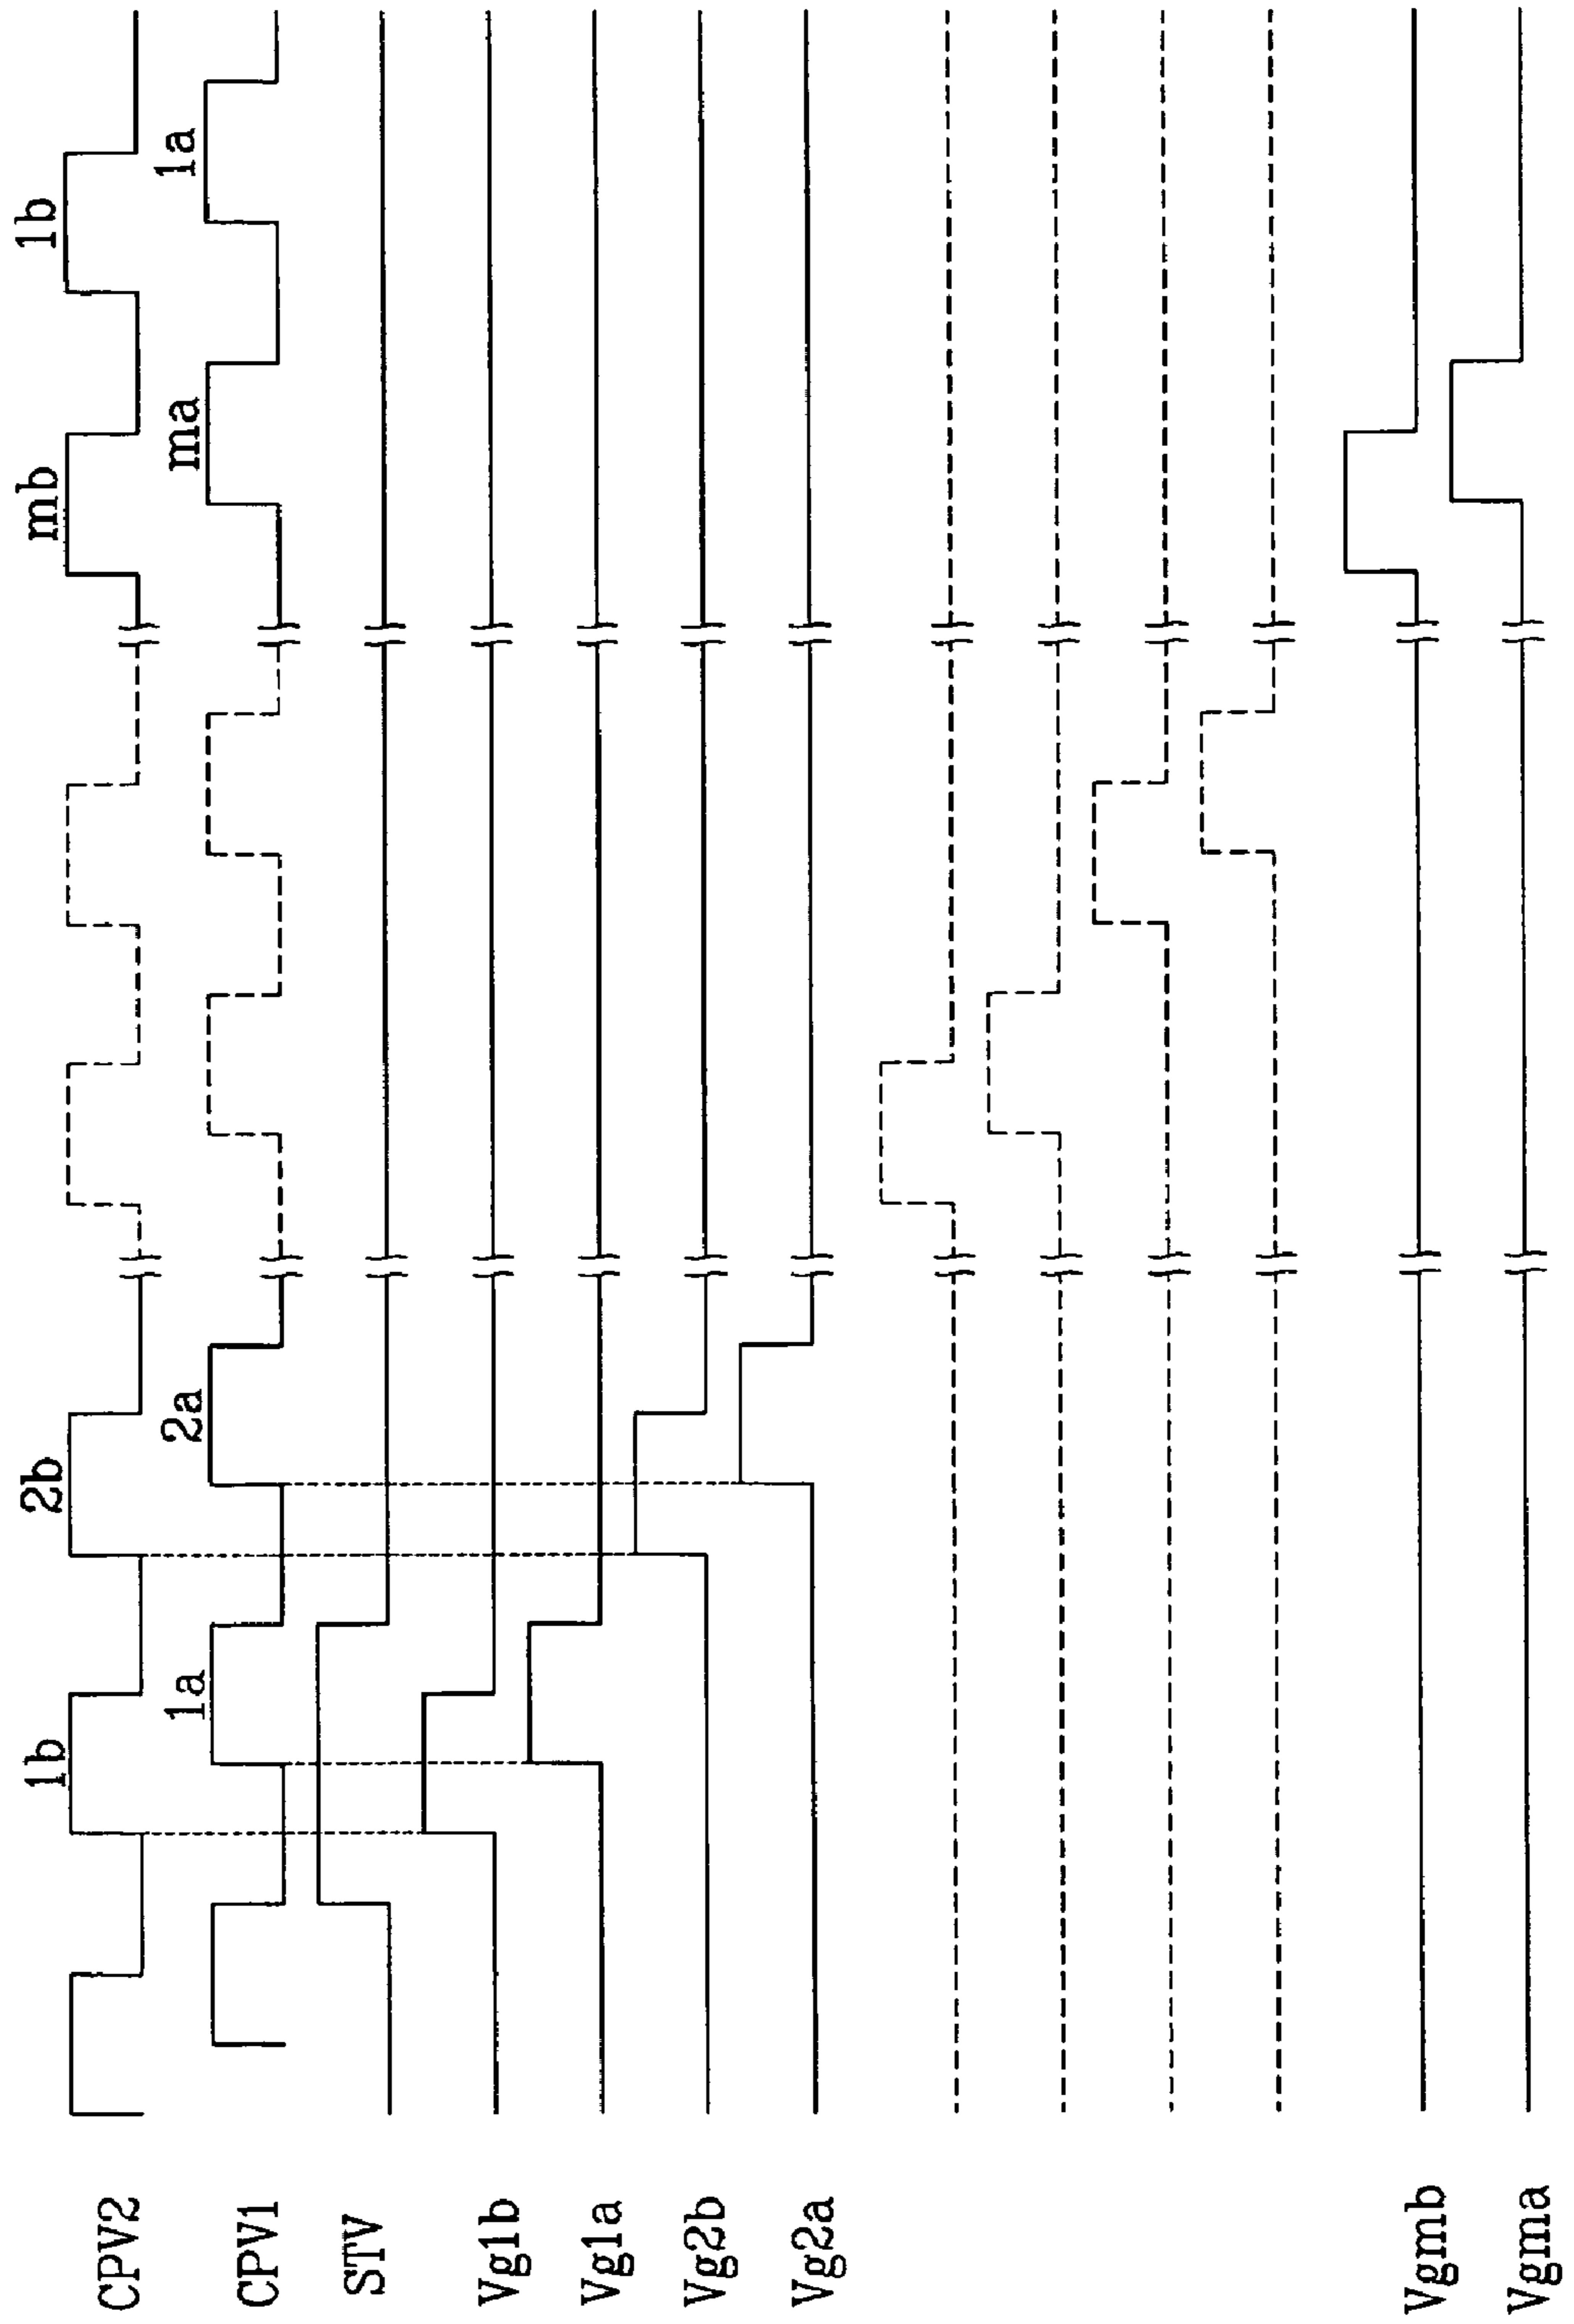 1b 2b mb 1b
CPV2
1a 2a ma 1a
CPV1
STV
Vg1b
Vg1a
Vg2b
Vg2a
Vgmb
Vgma